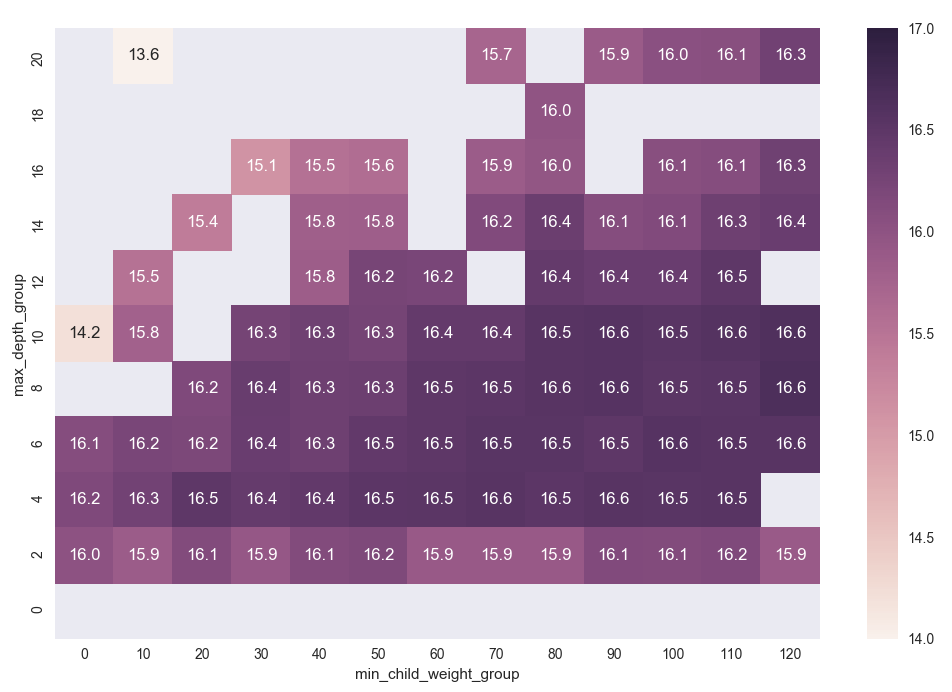 20 13.6 15.7 15.9 16.0 16.1 16.3
18 16.0
16 15.1 15.5 15.6 15.9 16.0 16.1 16.1 16.3
14 15.4 15.8 15.8 16.2 16.4 16.1 16.1 16.3 16.4
12 15.5 15.8 16.2 16.2 16.4 16.4 16.4 16.5
10 14.2 15.8 16.3 16.3 16.3 16.4 16.4 16.5 16.6 16.5 16.6 16.6
8 16.2 16.4 16.3 16.3 16.5 16.5 16.6 16.6 16.5 16.5 16.6
6 16.1 16.2 16.2 16.4 16.3 16.5 16.5 16.5 16.5 16.5 16.6 16.5 16.6
4 16.2 16.3 16.5 16.4 16.4 16.5 16.5 16.6 16.5 16.6 16.5 16.5
2 16.0 15.9 16.1 15.9 16.1 16.2 15.9 15.9 15.9 16.1 16.1 16.2 15.9
0
max_depth_group
0 10 20 30 40 50 60 70 80 90 100 110 120
min_child_weight_group
17.0
16.5
16.0
15.5
15.0
14.5
14.0